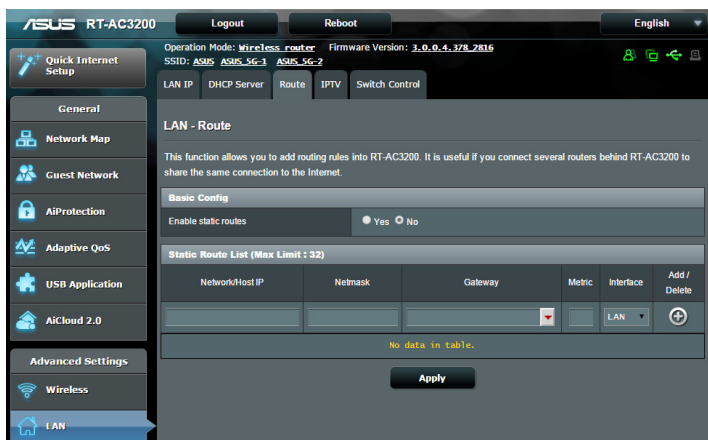 ASUS RT-AC3200
Logout
Reboot
English
Quick Internet
Setup
General
Network Map
Guest Network
AiProtection
Adaptive QoS
USB Application
AiCloud 2.0
Advanced Settings
Wireless
LAN
Operation Mode: Wireless router Firmware Version: 3.0.0.4.378_2816
SSID: ASUS ASUS_5G-1 ASUS_5G-2
LAN IP DHCP Server Route IPTV Switch Control
LAN - Route
This function allows you to add routing rules into RT-AC3200. It is useful if you connect several routers behind RT-AC3200 to
share the same connection to the Internet.
Basic Config
Enable static routes Yes No
Static Route List (Max Limit : 32)
Network/Host IP Netmask Gateway Metric Interface Add /
Delete
LAN
No data in table.
Apply